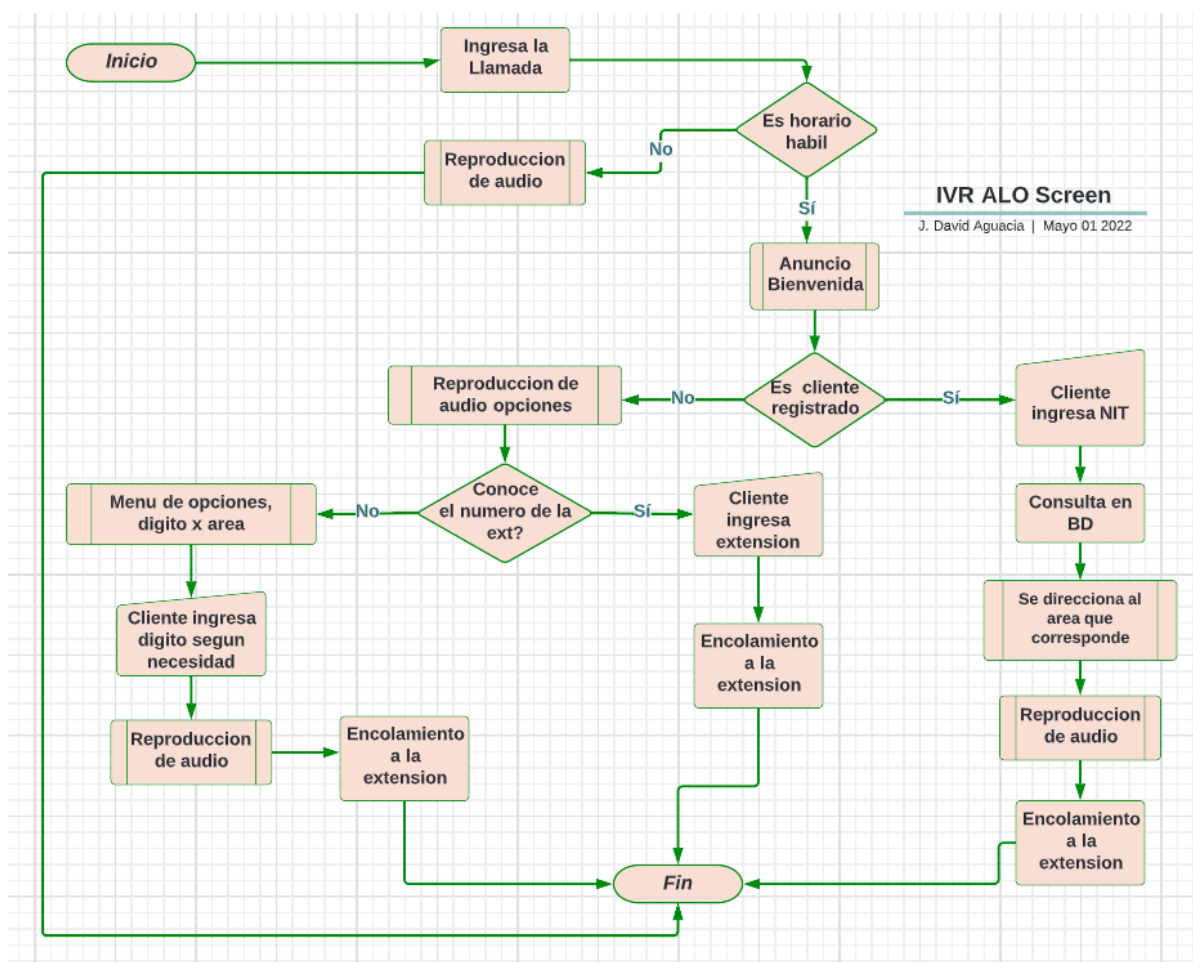 Inicio
Ingresa la
Llamada
Es horario
habil
No
Reproduccion
de audio
Sí
IVR ALO Screen
J. David Aguacia | Mayo 01 2022
Anuncio
Bienvenida
Es cliente
registrado
No
Sí
Reproduccion de
audio opciones
Cliente
ingresa NIT
Conoce
el numero de la
ext?
No
Sí
Menu de opciones,
digito x area
Cliente
ingresa
extension
Consulta en
BD
Cliente ingresa
digito segun
necesidad
Se direcciona al
area que
corresponde
Encolamiento
a la
extension
Reproduccion
de audio
Encolamiento
a la
extension
Reproduccion
de audio
Encolamiento
a la
extension
Fin